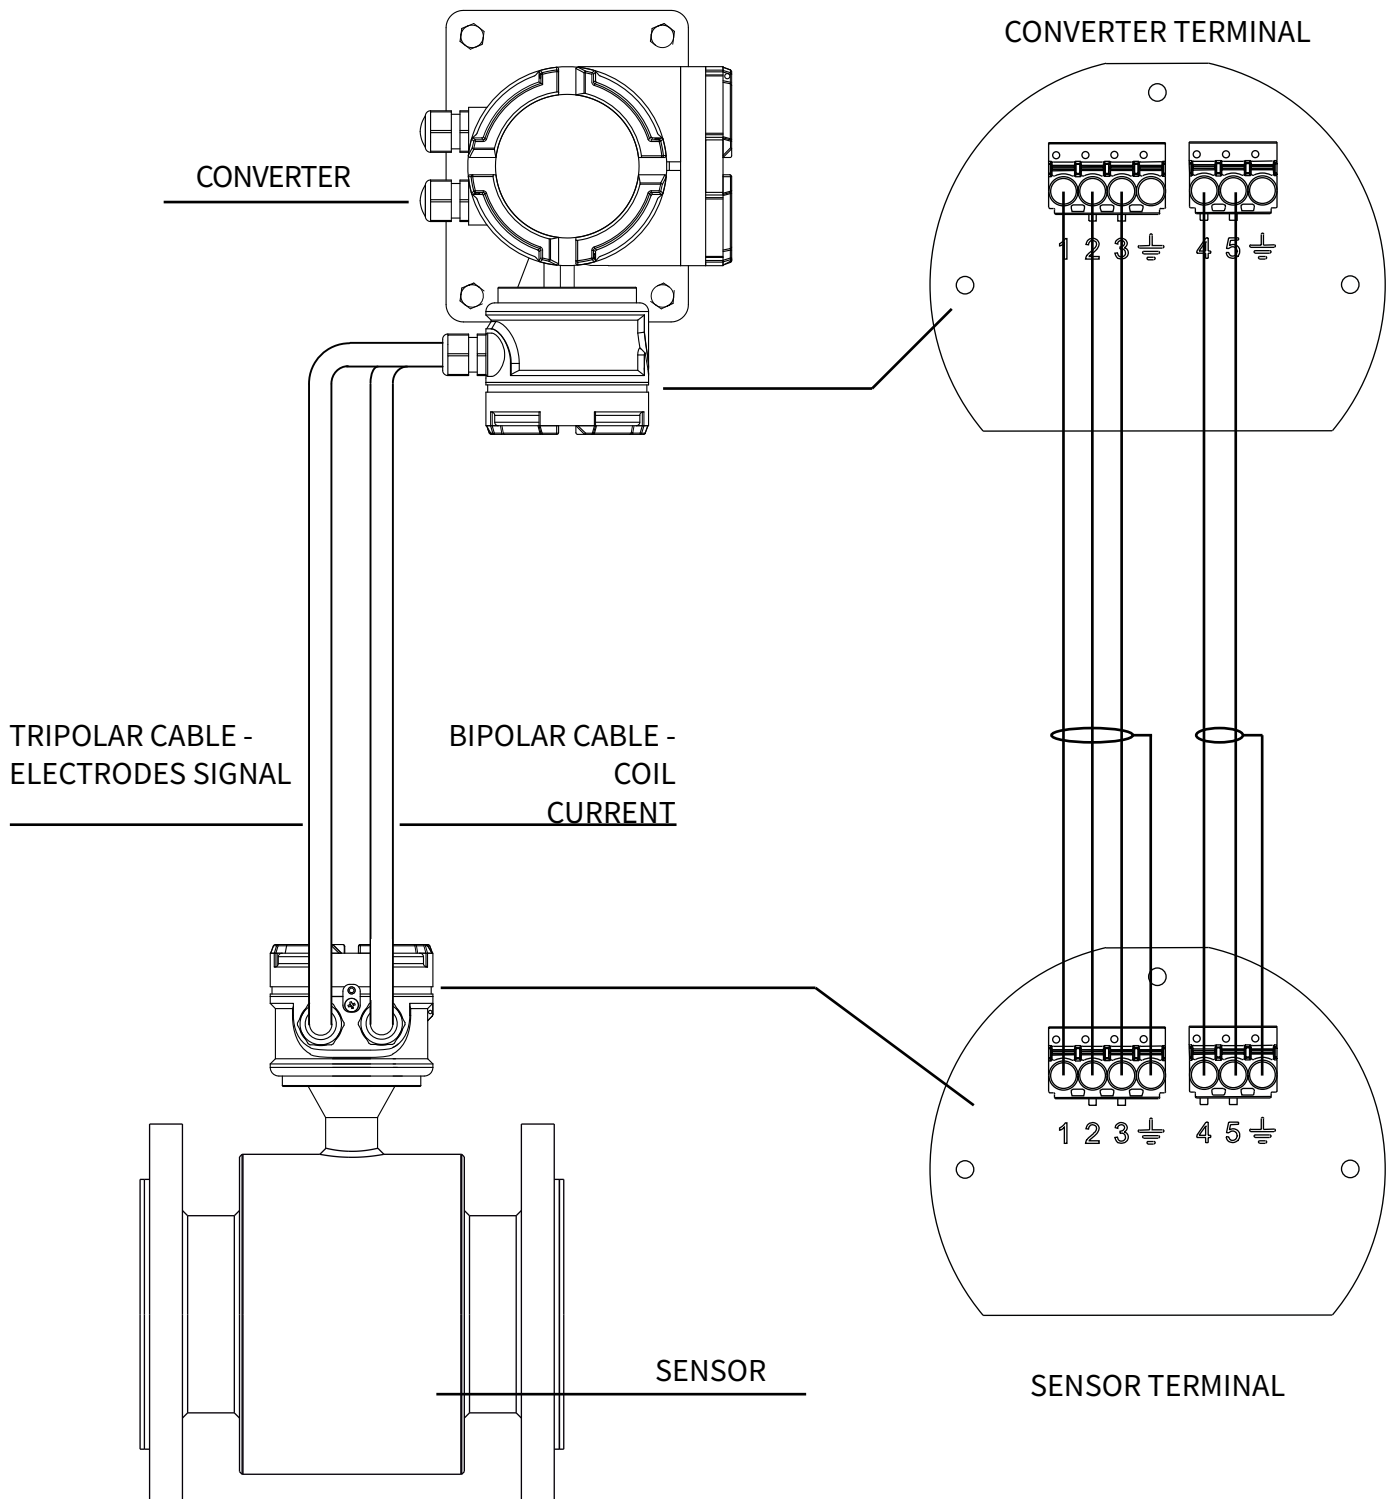 CONVERTER TERMINAL
CONVERTER
1 2 3 4 5
TRIPOLAR CABLE -
ELECTRODES SIGNAL
BIPOLAR CABLE -
COIL
CURRENT
1 2 3 4 5
SENSOR
SENSOR TERMINAL